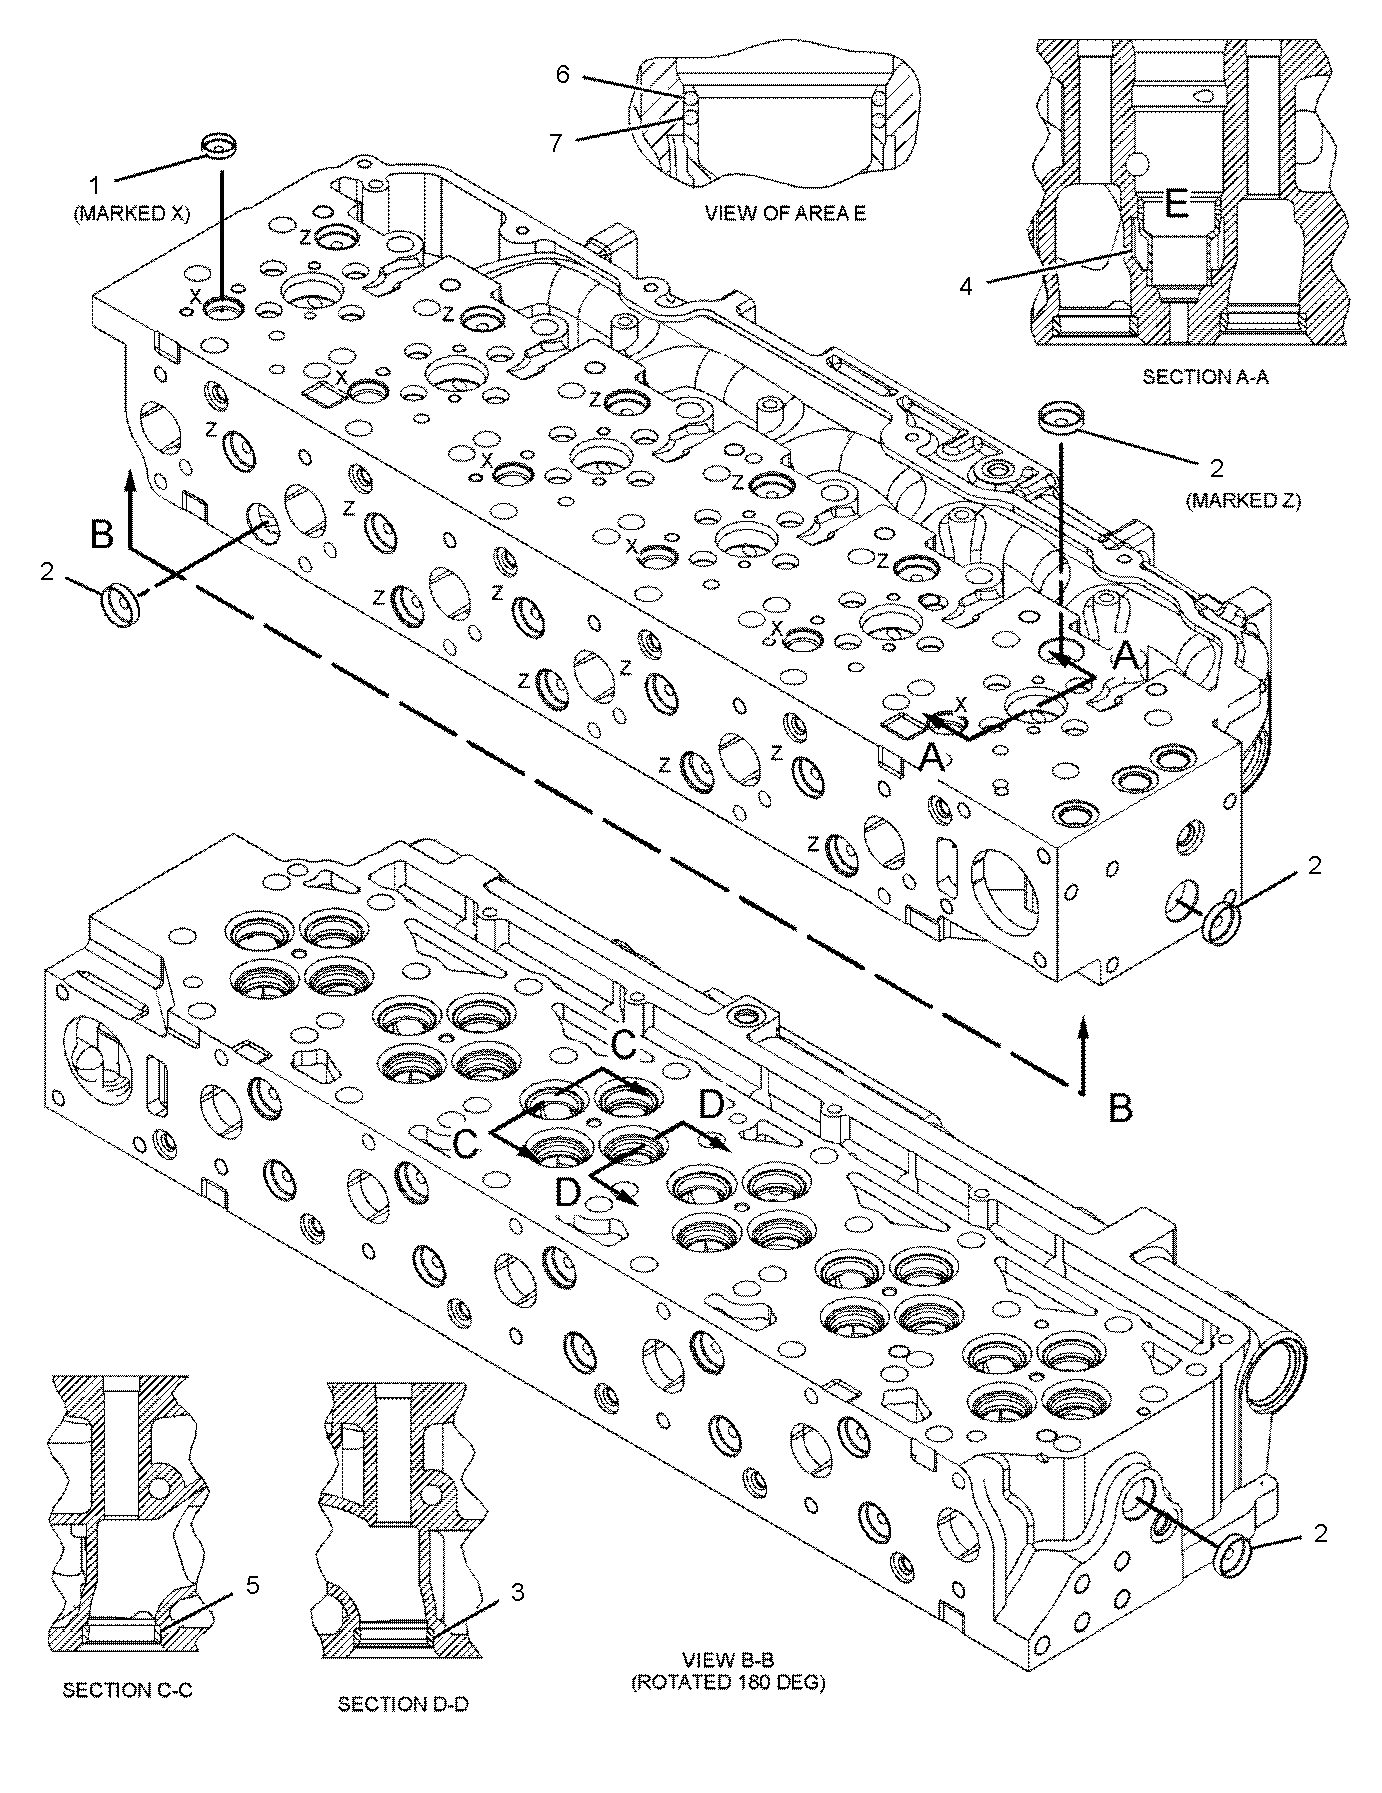 6
7
VIEW OF AREA E
E
4
SECTION A-A
1
(MARKED X)
z
x
z
x
z
z
x
z
z
x
z
z
z
x
z
z
z
x
z
z
z
z
2
(MARKED Z)
B
2
A
A
2
B
C
C
D
D
5
SECTION C-C
3
SECTION D-D
2
VIEW B-B
(ROTATED 180 DEG)